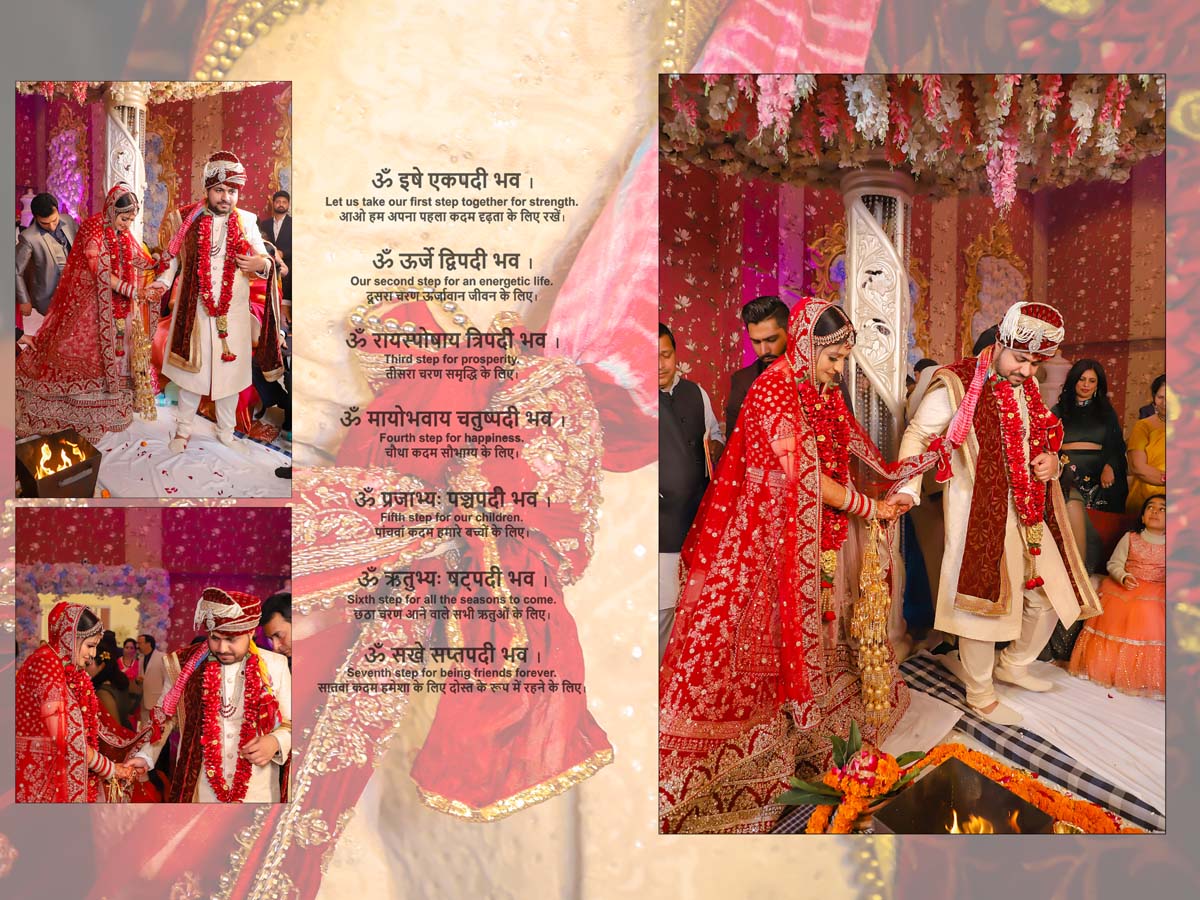 ॐ इषे एकपदी भव ।
Let us take our first step together for strength.
आओ हम अपना पहला कदम दृढ़ता के लिए रखें।
ॐ ऊर्जे द्विपदी भव ।
Our second step for an energetic life.
दूसरा चरण ऊर्जावान जीवन के लिए।
ॐ रायस्पोषाय त्रिपदी भव ।
Third step for prosperity.
तीसरा चरण समृद्धि के लिए।
ॐ मायोभवाय चतुष्पदी भव ।
Fourth step for happiness.
चौथा कदम सौभाग्य के लिए।
ॐ प्रजाभ्यः पञ्चपदी भव ।
Fifth step for our children.
पांचवा कदम हमारे बच्चों के लिए।
ॐ ऋतुभ्यः षट्पदी भव ।
Sixth step for all the seasons to come.
छठा चरण आने वाले सभी ऋतुओं के लिए।
ॐ सखे सप्तपदी भव ।
Seventh step for being friends forever.
सातवां कदम हमेशा के लिए दोस्त के रूप में रहने के लिए।